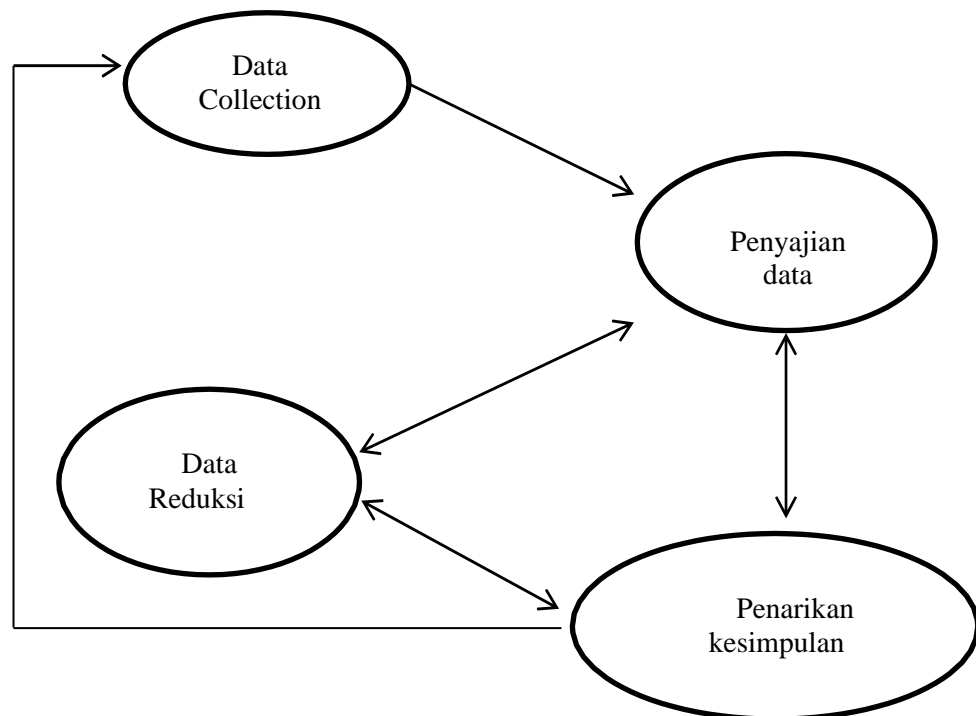 Data
Collection
Penyajian
data
Data
Reduksi
Penarikan
kesimpulan